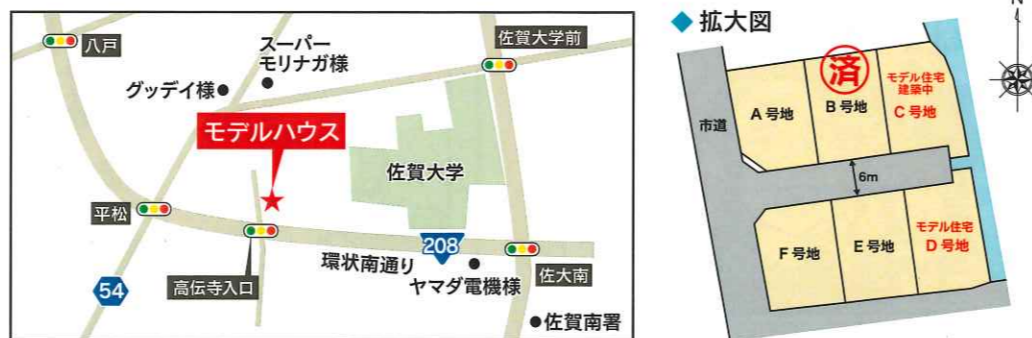 八戸
スーパー
モリナガ様
グッデイ様
佐賀大学前
モデルハウス
佐賀大学
平松
208
環状南通り
ヤマダ電機様
佐大南
54
高伝寺入口
佐賀南署
◆ 拡大図
N
済
モデル住宅
建築中
A 号地
B 号地
C 号地
市道
6m
F 号地
E 号地
モデル住宅
D 号地